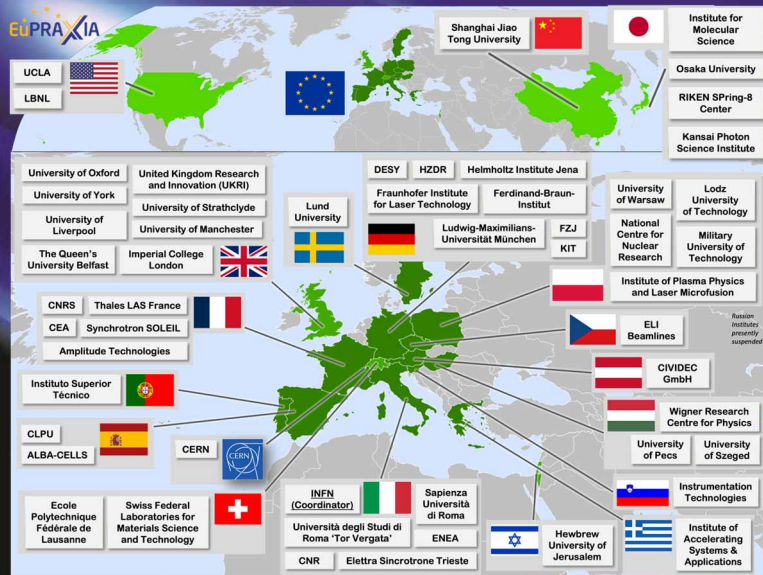 EuPRAXIA
UCLA
LBNL
Shanghai Jiao
Tong University
Institute for
Molecular
Science
Osaka University
RIKEN SPring-8
Center
Kansai Photon
Science Institute
University of Oxford
United Kingdom Research
and Innovation (UKRI)
University of York
University of Strathclyde
University of
Liverpool
University of Manchester
The Queen's
University Belfast
Imperial College
London
Lund
University
DESY
HZDR
Helmholtz Institute Jena
Fraunhofer Institute
for Laser Technology
Ferdinand-Braun-
Institut
Ludwig-Maximilians-
Universität München
FZJ
KIT
University
of Warsaw
Lodz
University
of Technology
National
Centre for
Nuclear
Research
Military
University of
Technology
Institute of Plasma Physics
and Laser Microfusion
Russian
Institutes
presently
suspended
CNRS
Thales LAS France
CEA
Synchrotron SOLEIL
Amplitude Technologies
ELI
Beamlines
CIVIDEC
GmbH
Instituto Superior
Técnico
Wigner Research
Centre for Physics
University
of Pecs
University
of Szeged
CLPU
ALBA-CELLS
CERN
CERN
Instrumentation
Technologies
Ecole
Polytechnique
Fédérale de
Lausanne
Swiss Federal
Laboratories for
Materials Science
and Technology
INFN
(Coordinator)
Sapienza
Università
di Roma
Università degli Studi di
Roma 'Tor Vergata'
ENEA
CNR
Elettra Sincrotrone Trieste
Hewbrew
University of
Jerusalem
Institute of
Accelerating
Systems &
Applications